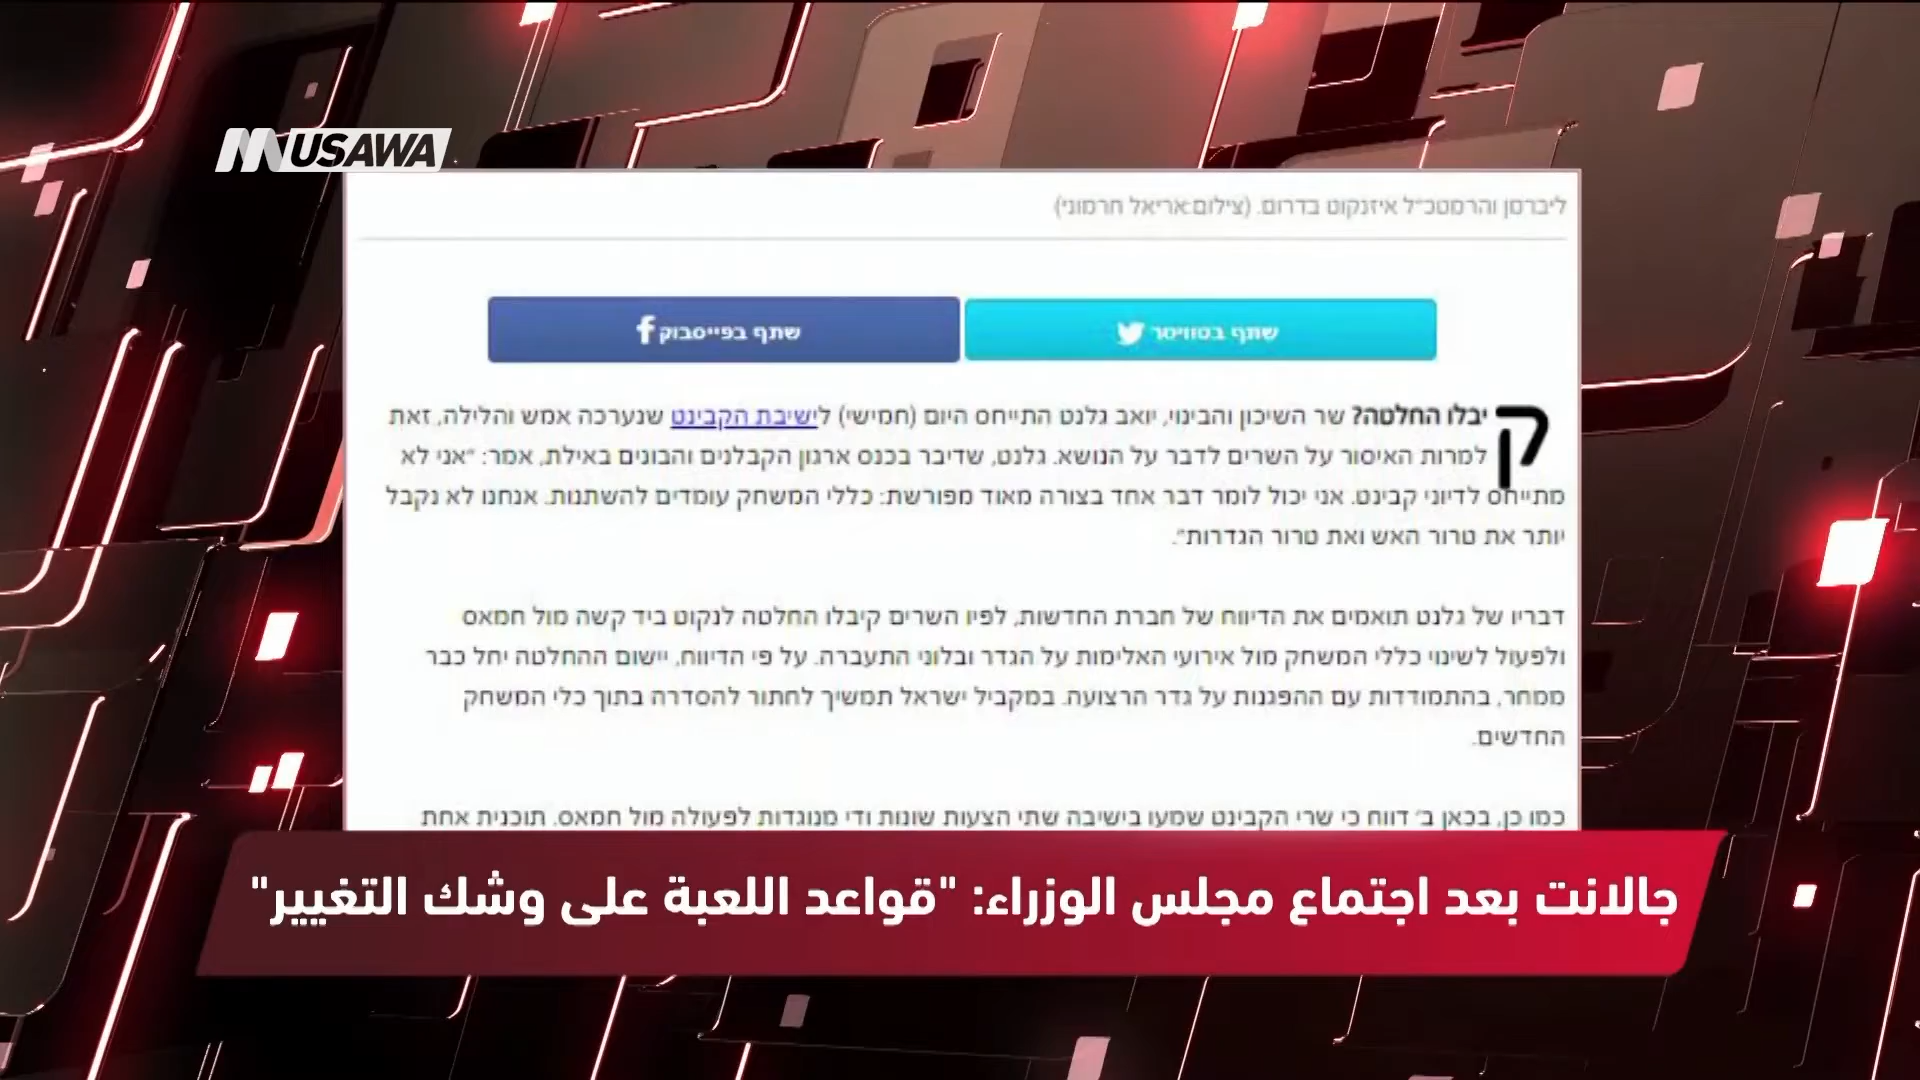 MUSAWA
ליברמן והרמטכ״ל איזנקוט בדרום. (צילום:אריאל חרמוני)
שתף בטוויטר
שתף בפייסבוק
קיבלו החלטה? שר השיכון והבינוי, יואב גלנט התייחס היום (חמישי) לישיבת הקבינט שנערכה אמש והלילה, זאת
למרות האיסור על השרים לדבר על הנושא. גלנט, שדיבר בכנס ארגון הקבלנים והבונים באילת, אמר: ״אני לא
מתייחס לדיוני קבינט. אני יכול לומר דבר אחד בצורה מאוד מפורשת: כללי המשחק עומדים להשתנות. אנחנו לא נקבל
יותר את טרור האש ואת טרור הגדרות״.
דבריו של גלנט תואמים את הדיווח של חברת החדשות, לפיו השרים קיבלו החלטה לנקוט ביד קשה מול חמאס
ולפעול לשינוי כללי המשחק מול אירועי האלימות על הגדר ובלוני התבערה. על פי הדיווח, יישום ההחלטה יחל כבר
ממחר, בהתמודדות עם ההפגנות על גדר הרצועה. במקביל ישראל תמשיך לחתור להסדרה בתוך כלי המשחק
החדשים.
כמו כן, בכאן ב׳ דווח כי שרי הקבינט שמעו בישיבה שתי הצעות שונות ודי מנוגדות לפעולה מול חמאס. תוכנית אחת
جالانت بعد اجتماع مجلس الوزراء: "قواعد اللعبة على وشك التغيير"